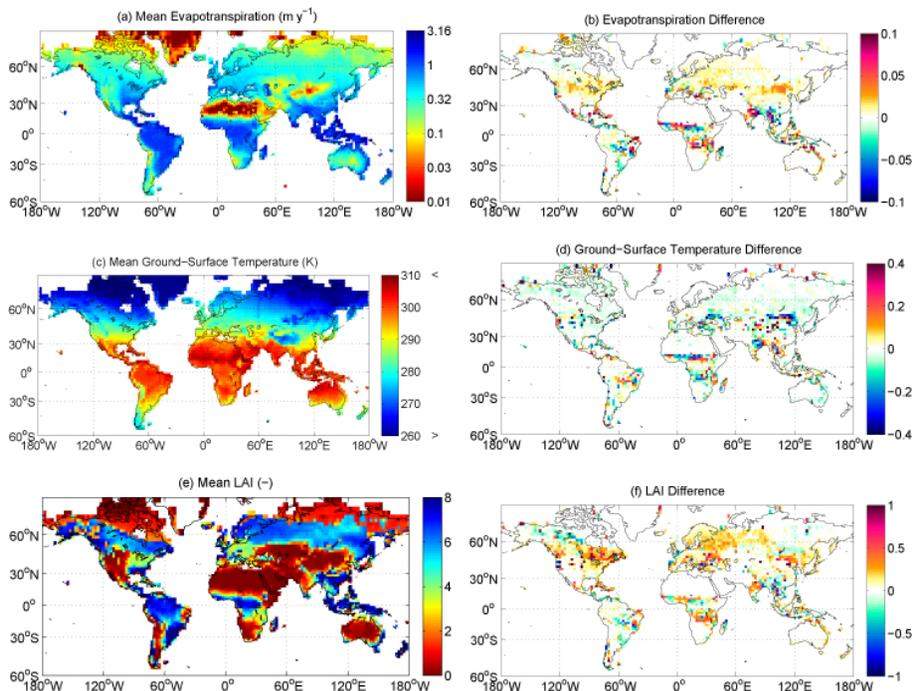 (a) Mean Evapotranspiration (m y⁻¹)
3.16
1
0.32
0.1
0.03
0.01
60°N
30°N
0°
30°S
60°S
180°W 120°W 60°W 0° 60°E 120°E 180°W
(b) Evapotranspiration Difference
0.1
0.05
0
−0.05
−0.1
60°N
30°N
0°
30°S
60°S
180°W 120°W 60°W 0° 60°E 120°E 180°W
(c) Mean Ground−Surface Temperature (K)
310 <
300
290
280
270
260 >
60°N
30°N
0°
30°S
60°S
180°W 120°W 60°W 0° 60°E 120°E 180°W
(d) Ground−Surface Temperature Difference
0.4
0.2
0
−0.2
−0.4
60°N
30°N
0°
30°S
60°S
180°W 120°W 60°W 0° 60°E 120°E 180°W
(e) Mean LAI (−)
8
6
4
2
0
60°N
30°N
0°
30°S
60°S
180°W 120°W 60°W 0° 60°E 120°E 180°W
(f) LAI Difference
1
0.5
0
−0.5
−1
60°N
30°N
0°
30°S
60°S
180°W 120°W 60°W 0° 60°E 120°E 180°W